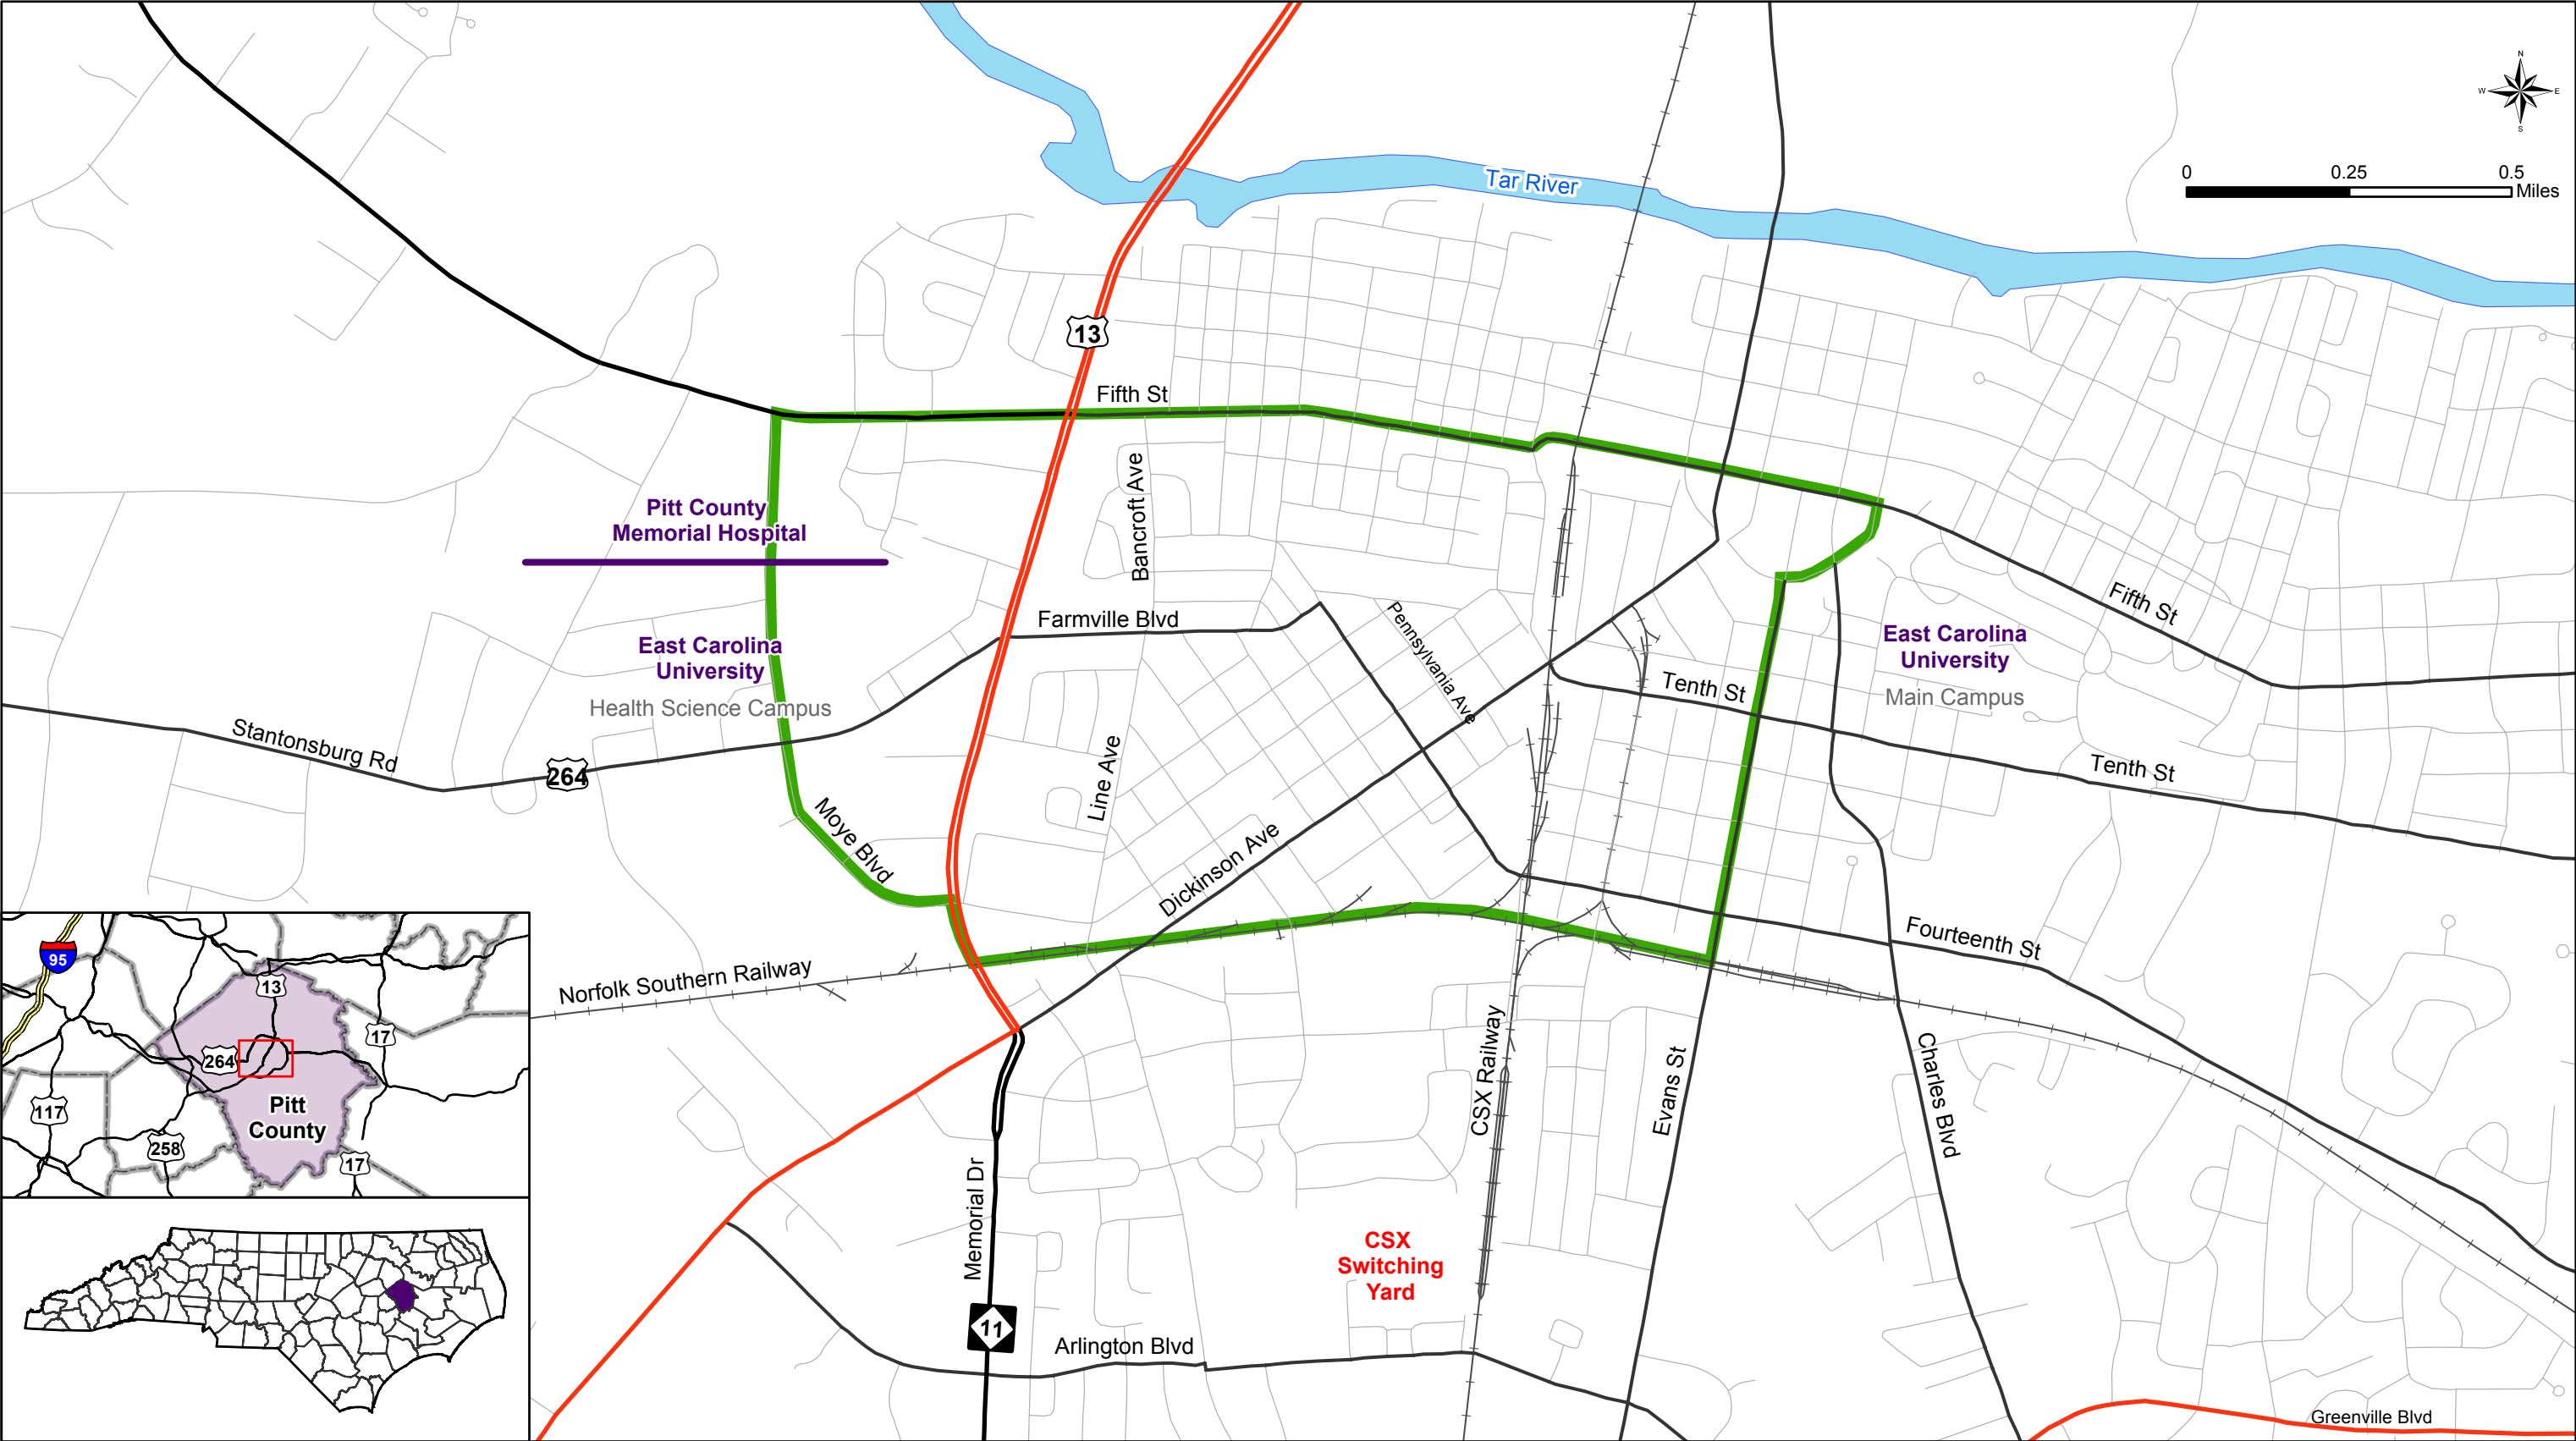 N
W
E
S
0
0.25
0.5
Miles
Tar River
13
Fifth St
Bancroft Ave
Pitt County
Memorial Hospital
Farmville Blvd
Pennsylvania Ave
Fifth St
East Carolina
University
Health Science Campus
East Carolina
University
Main Campus
Tenth St
Stantonsburg Rd
264
Line Ave
Tenth St
Moye Blvd
Dickinson Ave
Fourteenth St
Norfolk Southern Railway
CSX Railway
Evans St
Charles Blvd
Memorial Dr
CSX
Switching
Yard
11
Arlington Blvd
Greenville Blvd
95
13
17
264
117
Pitt
County
258
17